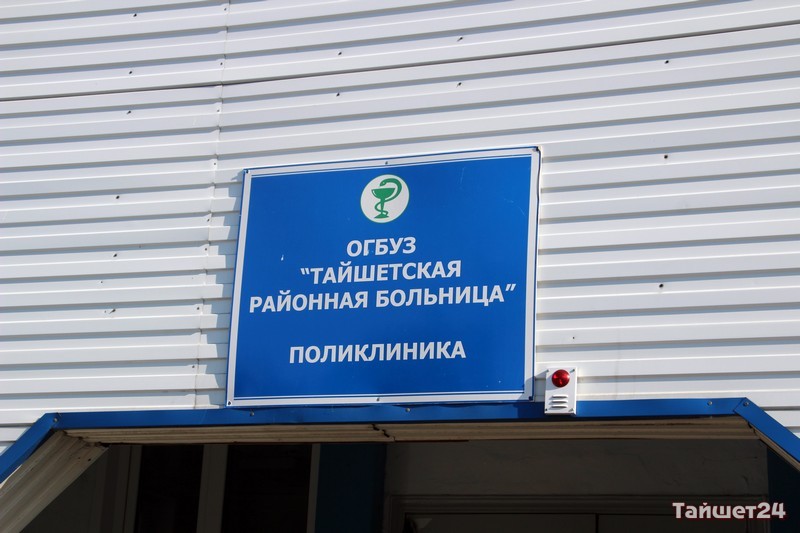 ОГБУЗ
"ТАЙШЕТСКАЯ
РАЙОННАЯ БОЛЬНИЦА"
ПОЛИКЛИНИКА
Тайшет24